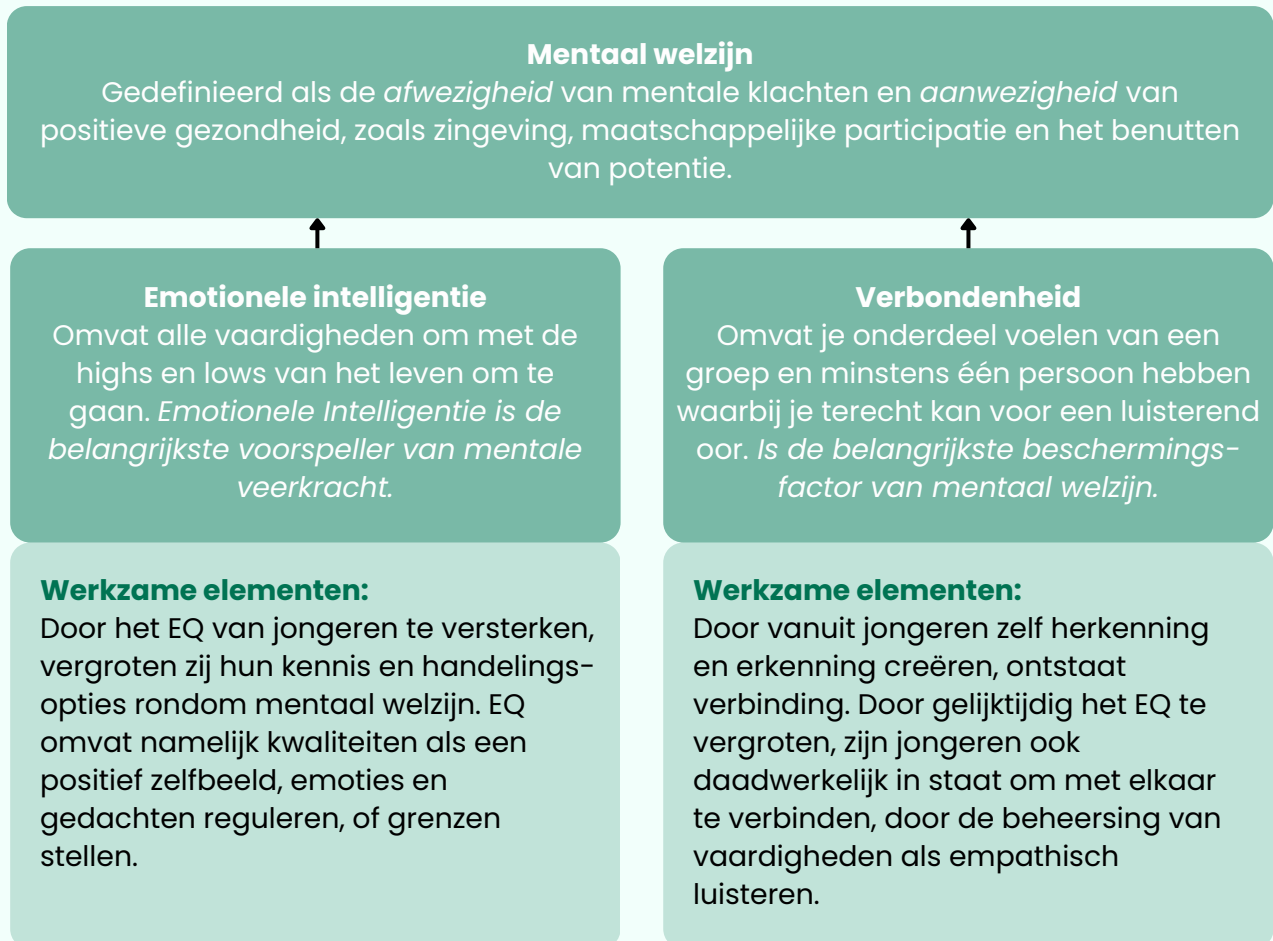 Mentaal welzijn
Gedefinieerd als de afwezigheid van mentale klachten en aanwezigheid van
positieve gezondheid, zoals zingeving, maatschappelijke participatie en het benutten
van potentie.
Emotionele intelligentie
Omvat alle vaardigheden om met de
highs en lows van het leven om te
gaan. Emotionele Intelligentie is de
belangrijkste voorspeller van mentale
veerkracht.
Werkzame elementen:
Door het EQ van jongeren te versterken,
vergroten zij hun kennis en handelings-
opties rondom mentaal welzijn. EQ
omvat namelijk kwaliteiten als een
positief zelfbeeld, emoties en
gedachten reguleren, of grenzen
stellen.
Verbondenheid
Omvat je onderdeel voelen van een
groep en minstens één persoon hebben
waarbij je terecht kan voor een luisterend
oor. Is de belangrijkste beschermings-
factor van mentaal welzijn.
Werkzame elementen:
Door vanuit jongeren zelf herkenning
en erkenning creëren, ontstaat
verbinding. Door gelijktijdig het EQ te
vergroten, zijn jongeren ook
daadwerkelijk in staat om met elkaar
te verbinden, door de beheersing van
vaardigheden als empathisch
luisteren.